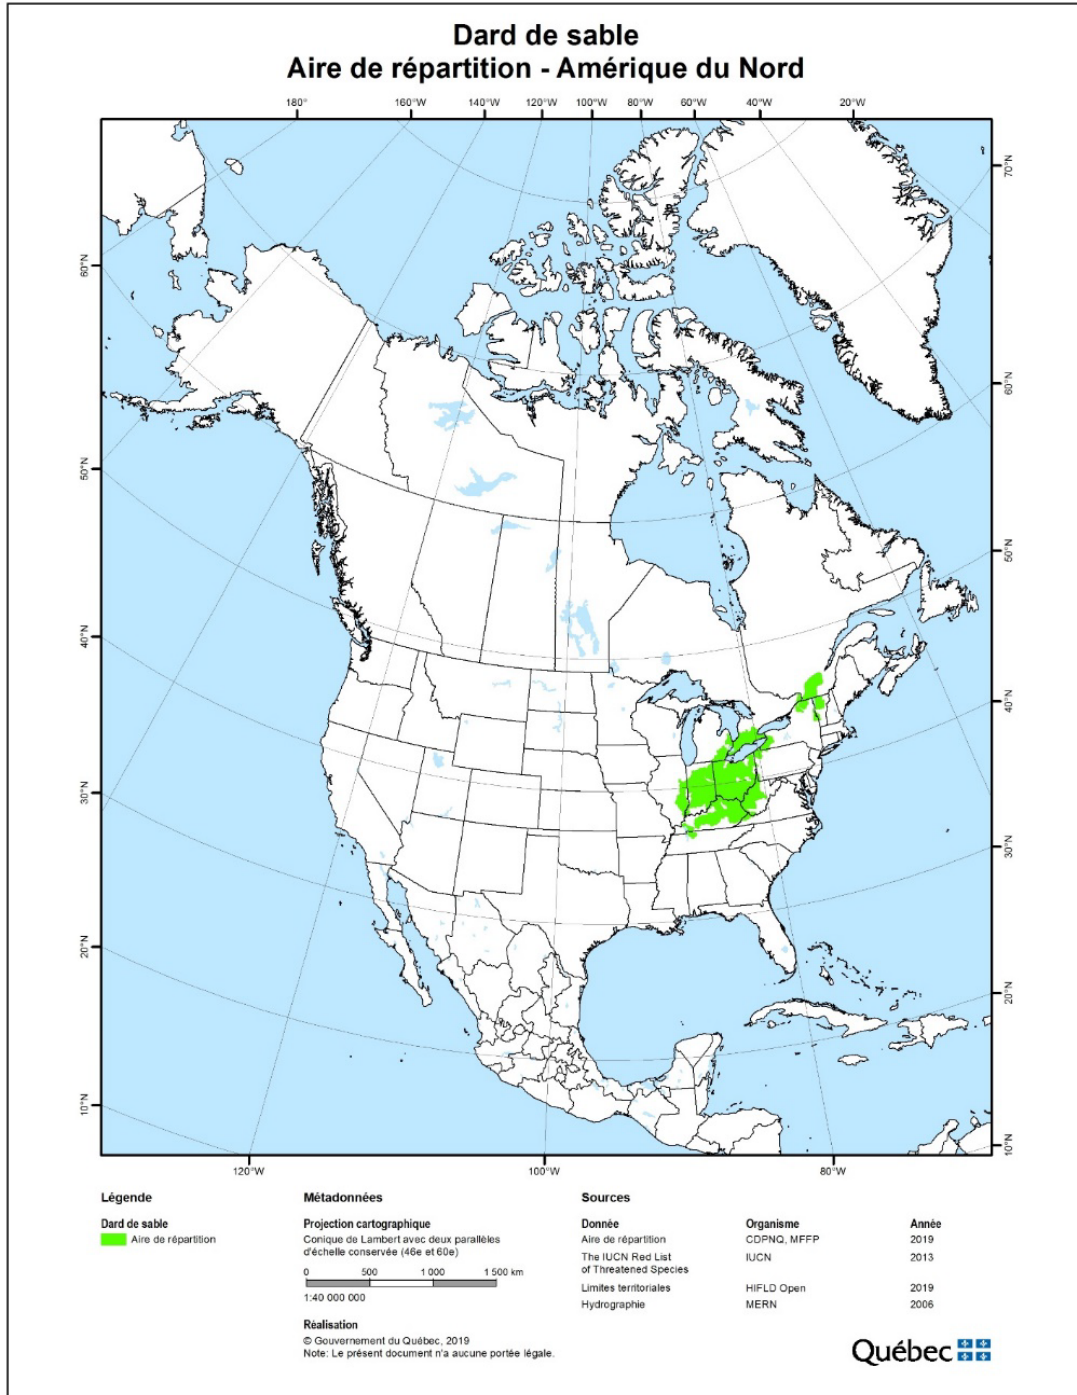 Dard de sable
Aire de répartition - Amérique du Nord
180° 160°W 140°W 120°W 100°W 80°W 60°W 40°W 20°W
70°N
60°N
60°N
50°N
50°N
40°N
40°N
30°N
30°N
20°N
20°N
10°N
10°N
120°W 100°W 80°W
Légende
Dard de sable
Aire de répartition
Métadonnées
Projection cartographique
Conique de Lambert avec deux parallèles
d'échelle conservée (46e et 60e)
0 500 1 000 1 500 km
1:40 000 000
Réalisation
© Gouvernement du Québec, 2019
Note: Le présent document n'a aucune portée légale.
Sources
Donnée Organisme Année
Aire de répartition CDPNQ, MFFP 2019
The IUCN Red List IUCN 2013
of Threatened Species
Limites territoriales HIFLD Open 2019
Hydrographie MERN 2006
Québec